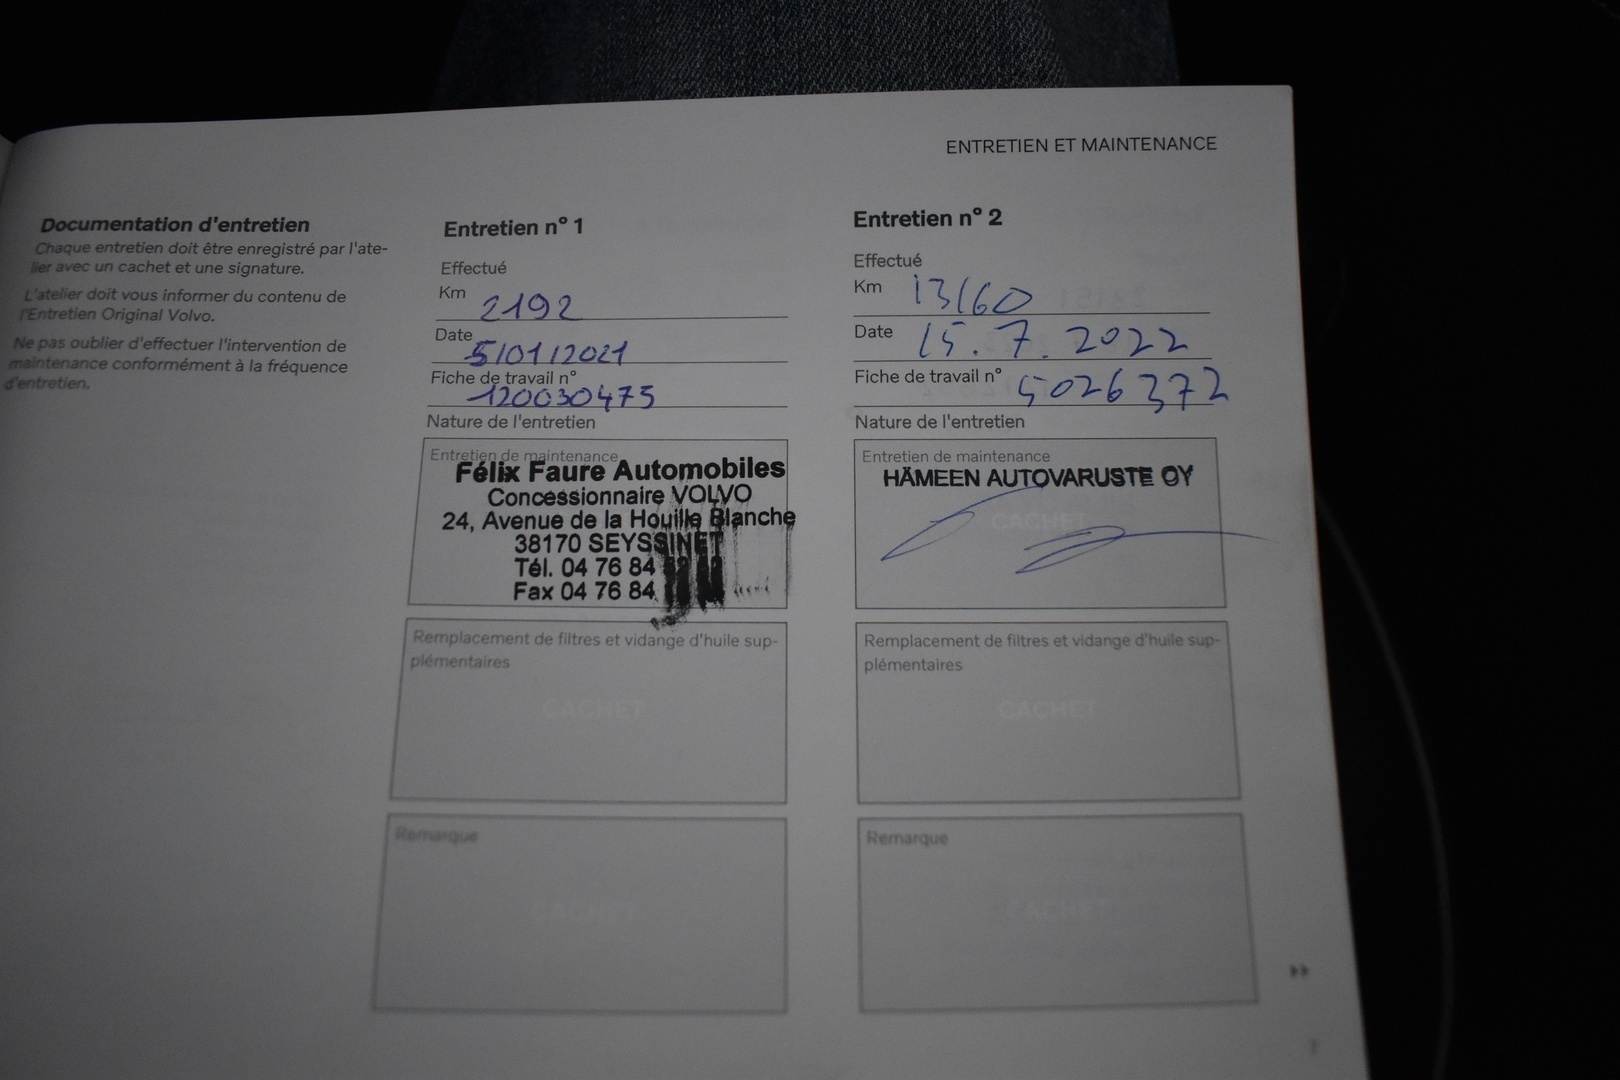 ENTRETIEN ET MAINTENANCE
Documentation d'entretien
Chaque entretien doit être enregistré par l'ate-
lier avec un cachet et une signature.
L'atelier doit vous informer du contenu de
l'Entretien Original Volvo.
Ne pas oublier d'effectuer l'intervention de
maintenance conformément à la fréquence
d'entretien.
Entretien n° 1
Effectué
Km 2192
Date 5/01/2021
Fiche de travail n°
120030475
Nature de l'entretien
Entretien de maintenance
Félix Faure Automobiles
Concessionnaire VOLVO
24, Avenue de la Houille Blanche
38170 SEYSSINET
Tél. 04 76 84
Fax 04 76 84
Remplacement de filtres et vidange d'huile sup-
plémentaires
CACHET
Remarque
CACHET
Entretien n° 2
Effectué
Km 13160
Date 15.7.2022
Fiche de travail n° 5026372
Nature de l'entretien
Entretien de maintenance
HÄMEEN AUTOVARUSTE OY
CACHET
Remplacement de filtres et vidange d'huile sup-
plémentaires
CACHET
Remarque
CACHET